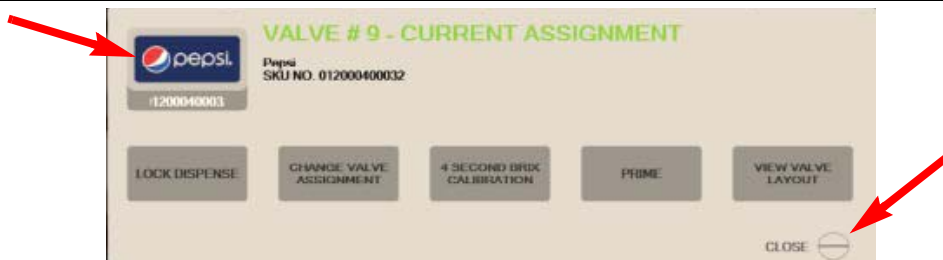 VALVE # 9 - CURRENT ASSIGNMENT
pepsi
Pepsi
SKU NO. 012000400032
1200040003
LOCK DISPENSE
CHANGE VALVE
ASSIGNMENT
4 SECOND BRIX
CALIBRATION
PRIME
VIEW VALVE
LAYOUT
CLOSE